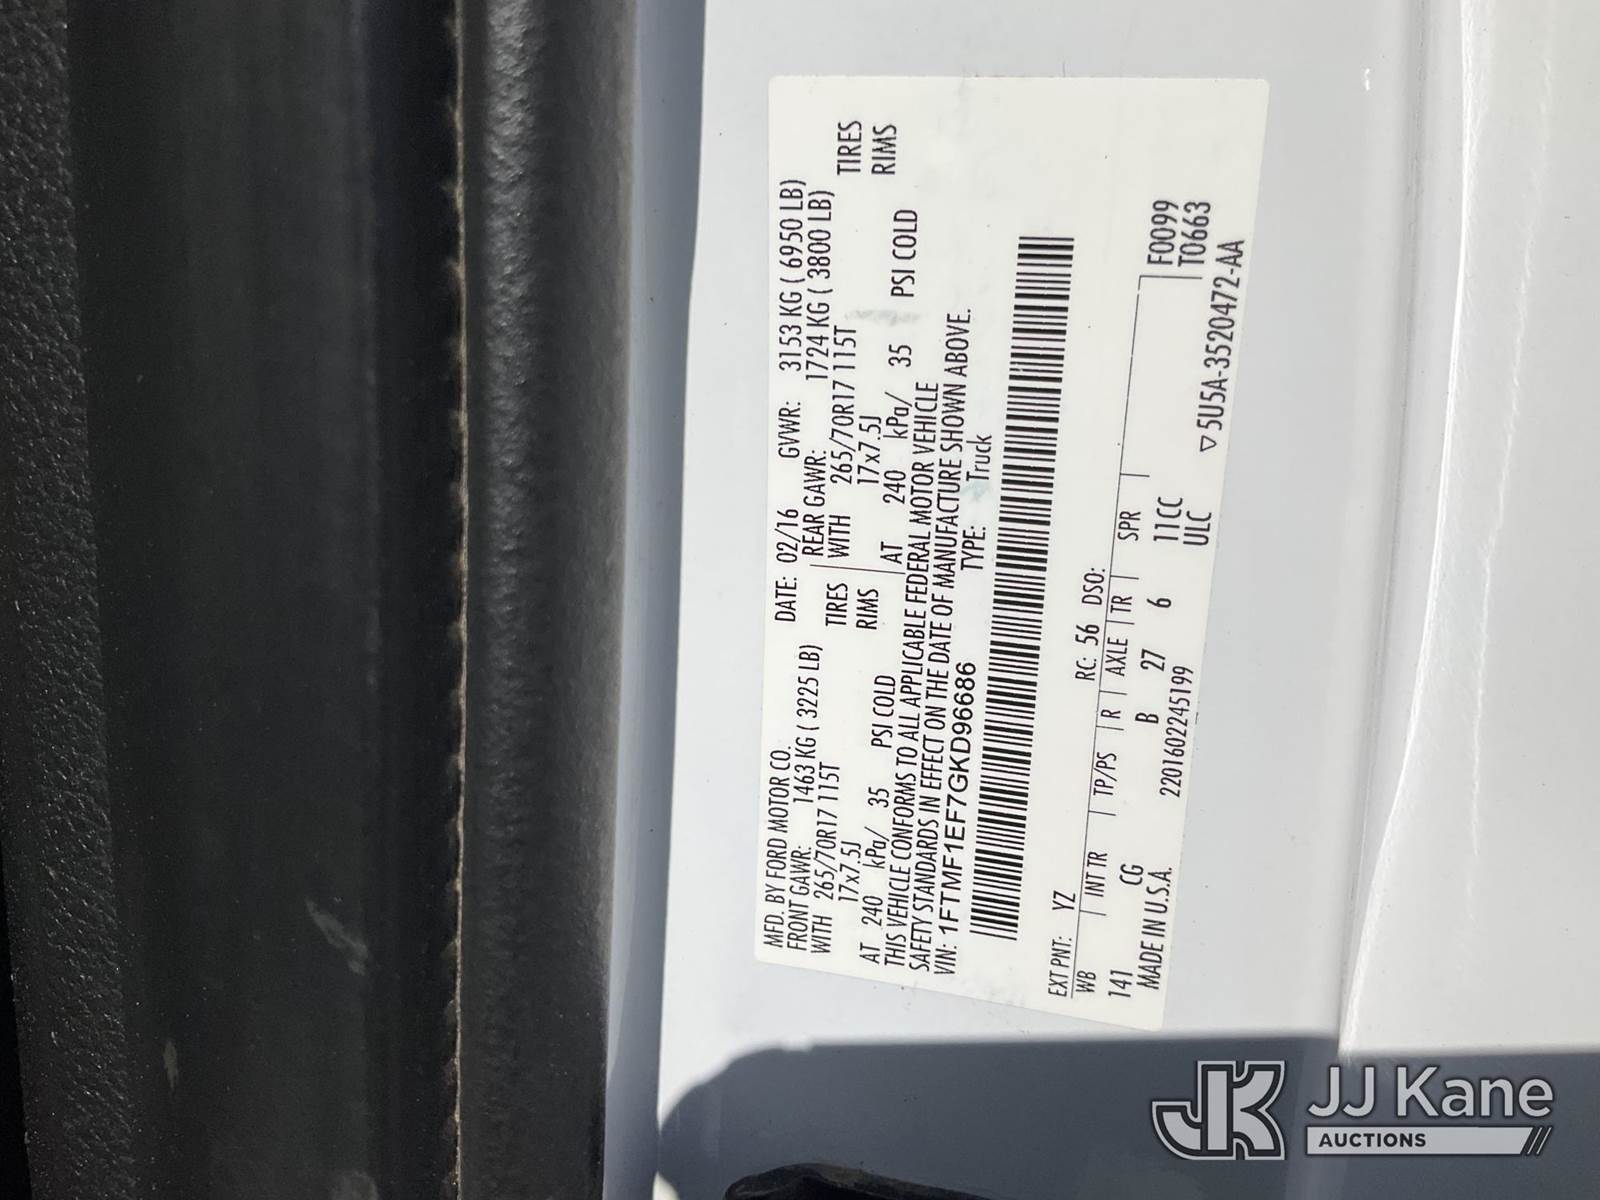 MFD. BY FORD MOTOR CO. DATE: 02/16 GVWR: 3153 KG ( 6950 LB)
FRONT GAWR: 1463 KG ( 3225 LB) REAR GAWR: 1724 KG ( 3800 LB)
WITH 265/70R17 115T TIRES WITH 265/70R17 115T TIRES
17x7.5J RIMS 17x7.5J RIMS
AT 240 kPa/ 35 PSI COLD AT 240 kPa/ 35 PSI COLD
THIS VEHICLE CONFORMS TO ALL APPLICABLE FEDERAL MOTOR VEHICLE
SAFETY STANDARDS IN EFFECT ON THE DATE OF MANUFACTURE SHOWN ABOVE.
VIN: 1FTMF1EF7GKD96686 TYPE: Truck
EXT PNT: YZ RC: 56 DSO:
WB INT TR TP/PS R AXLE TR SPR F0099
141 CG B 27 6 11CC T0663
MADE IN U.S.A. 2201602245199 ULC ▽5U5A-3520472-AA
JK JJ Kane
AUCTIONS